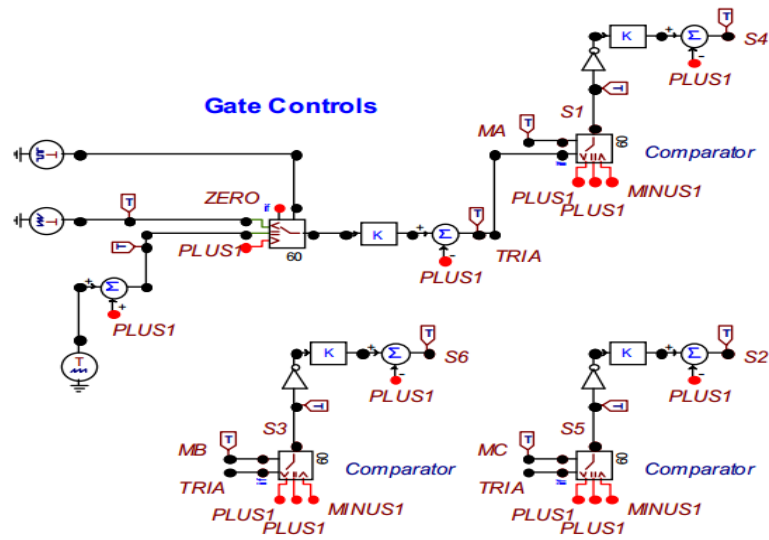 T
S4
K
Σ
PLUS1
T
Gate Controls
S1
MA
T
60
Comparator
T
ZERO
T
PLUS1
PLUS1
MINUS1
T
T
T
K
Σ
TRIA
PLUS1
60
PLUS1
Σ
PLUS1
T
T
K
Σ
S6
PLUS1
T
K
Σ
S2
PLUS1
T
S3
MB
T
60
Comparator
TRIA
PLUS1
PLUS1
MINUS1
T
S5
MC
T
60
Comparator
TRIA
PLUS1
PLUS1
MINUS1